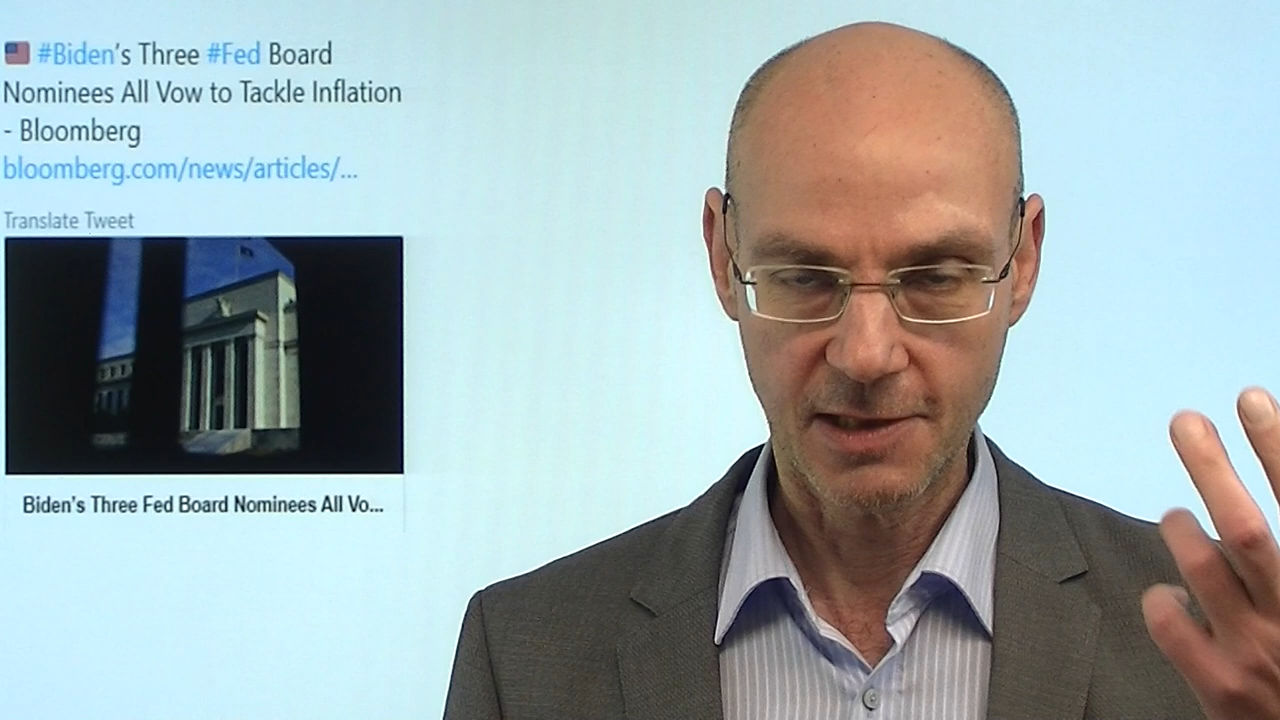 🇺🇸 #Biden's Three #Fed Board
Nominees All Vow to Tackle Inflation
- Bloomberg
bloomberg.com/news/articles/...
Translate Tweet
Biden's Three Fed Board Nominees All Vo...